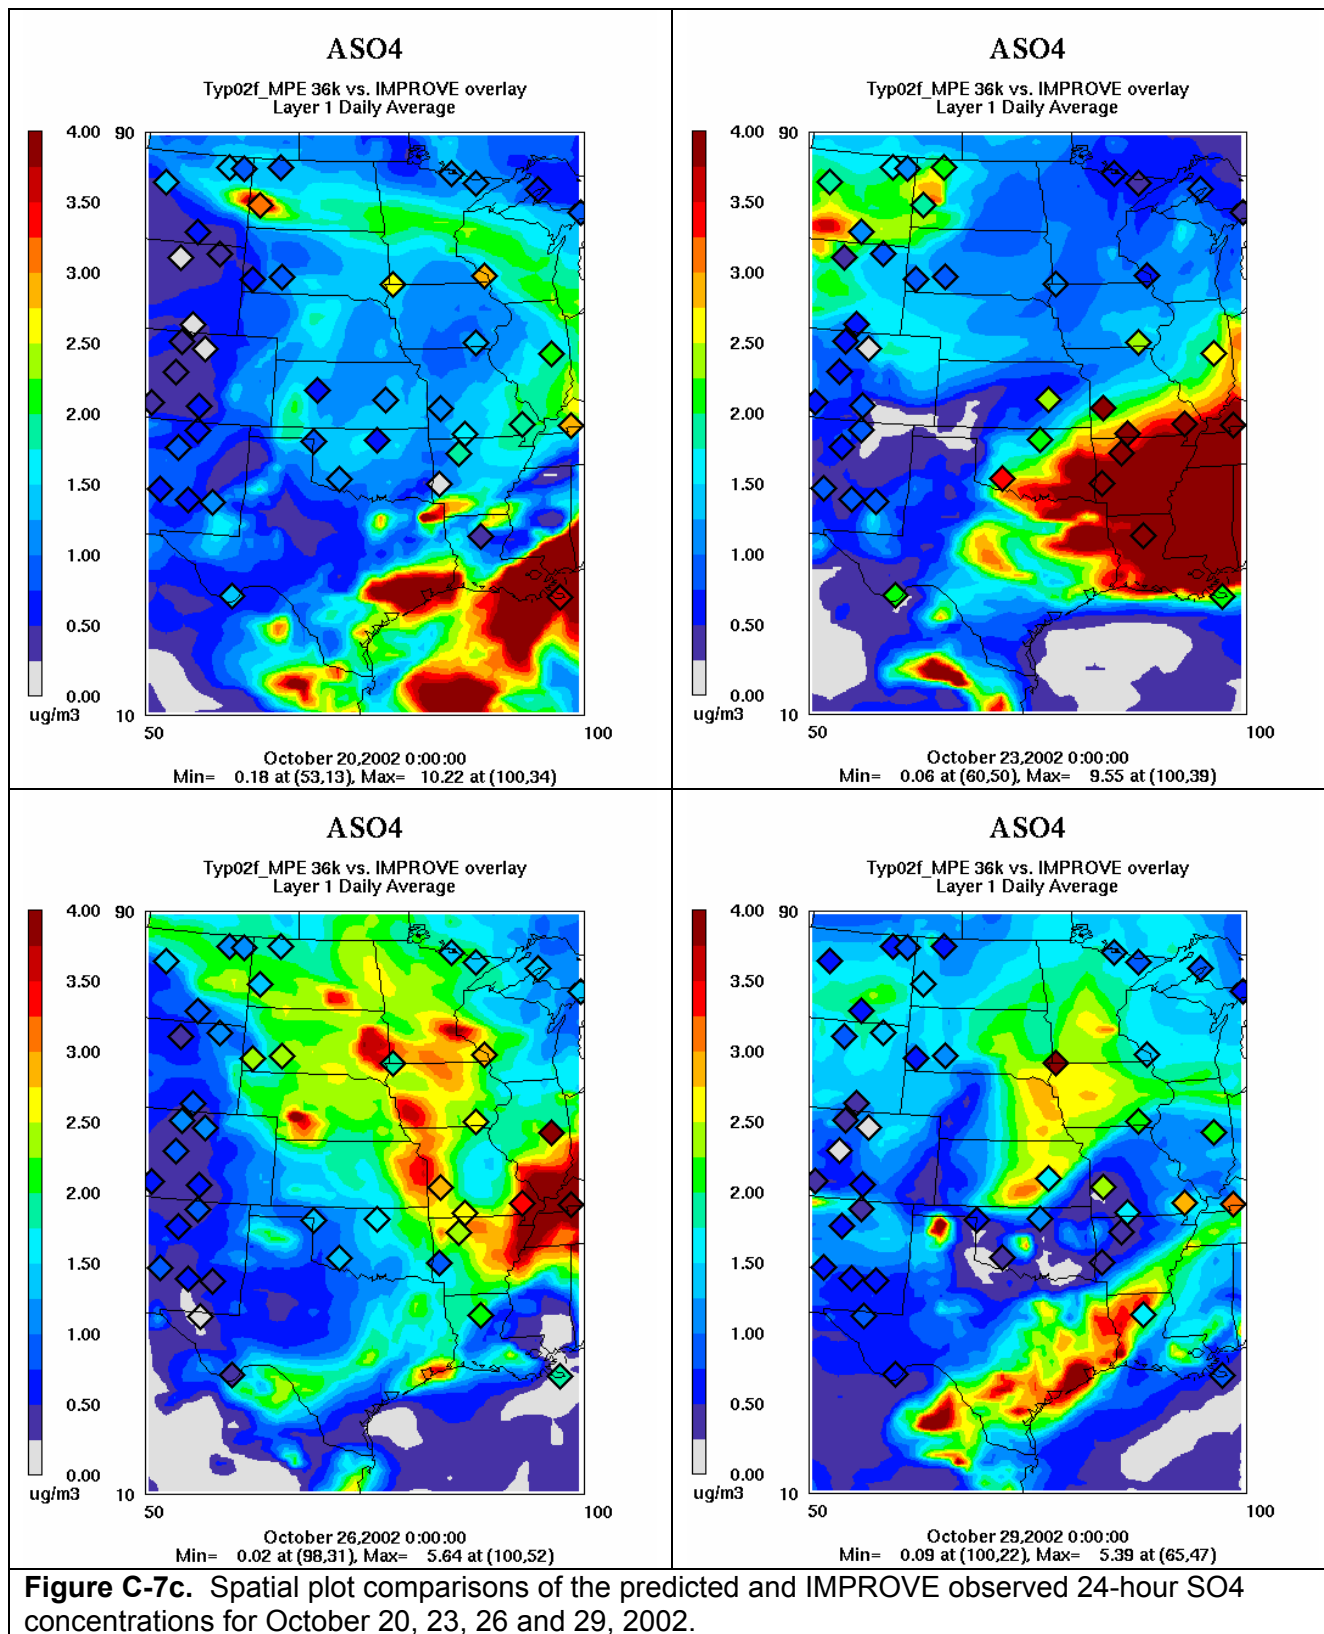 ASO4
Typ02f_MPE 36k vs. IMPROVE overlay
Layer 1 Daily Average
90
4.00
3.50
3.00
2.50
2.00
1.50
1.00
0.50
0.00
ug/m3
10
50
100
October 20,2002 0:00:00
Min= 0.18 at (53,13), Max= 10.22 at (100,34)
ASO4
Typ02f_MPE 36k vs. IMPROVE overlay
Layer 1 Daily Average
90
4.00
3.50
3.00
2.50
2.00
1.50
1.00
0.50
0.00
ug/m3
10
50
100
October 23,2002 0:00:00
Min= 0.06 at (60,50), Max= 9.55 at (100,39)
ASO4
Typ02f_MPE 36k vs. IMPROVE overlay
Layer 1 Daily Average
90
4.00
3.50
3.00
2.50
2.00
1.50
1.00
0.50
0.00
ug/m3
10
50
100
October 26,2002 0:00:00
Min= 0.02 at (98,31), Max= 5.64 at (100,52)
ASO4
Typ02f_MPE 36k vs. IMPROVE overlay
Layer 1 Daily Average
90
4.00
3.50
3.00
2.50
2.00
1.50
1.00
0.50
0.00
ug/m3
10
50
100
October 29,2002 0:00:00
Min= 0.09 at (100,22), Max= 5.39 at (65,47)
Figure C-7c. Spatial plot comparisons of the predicted and IMPROVE observed 24-hour SO4
concentrations for October 20, 23, 26 and 29, 2002.